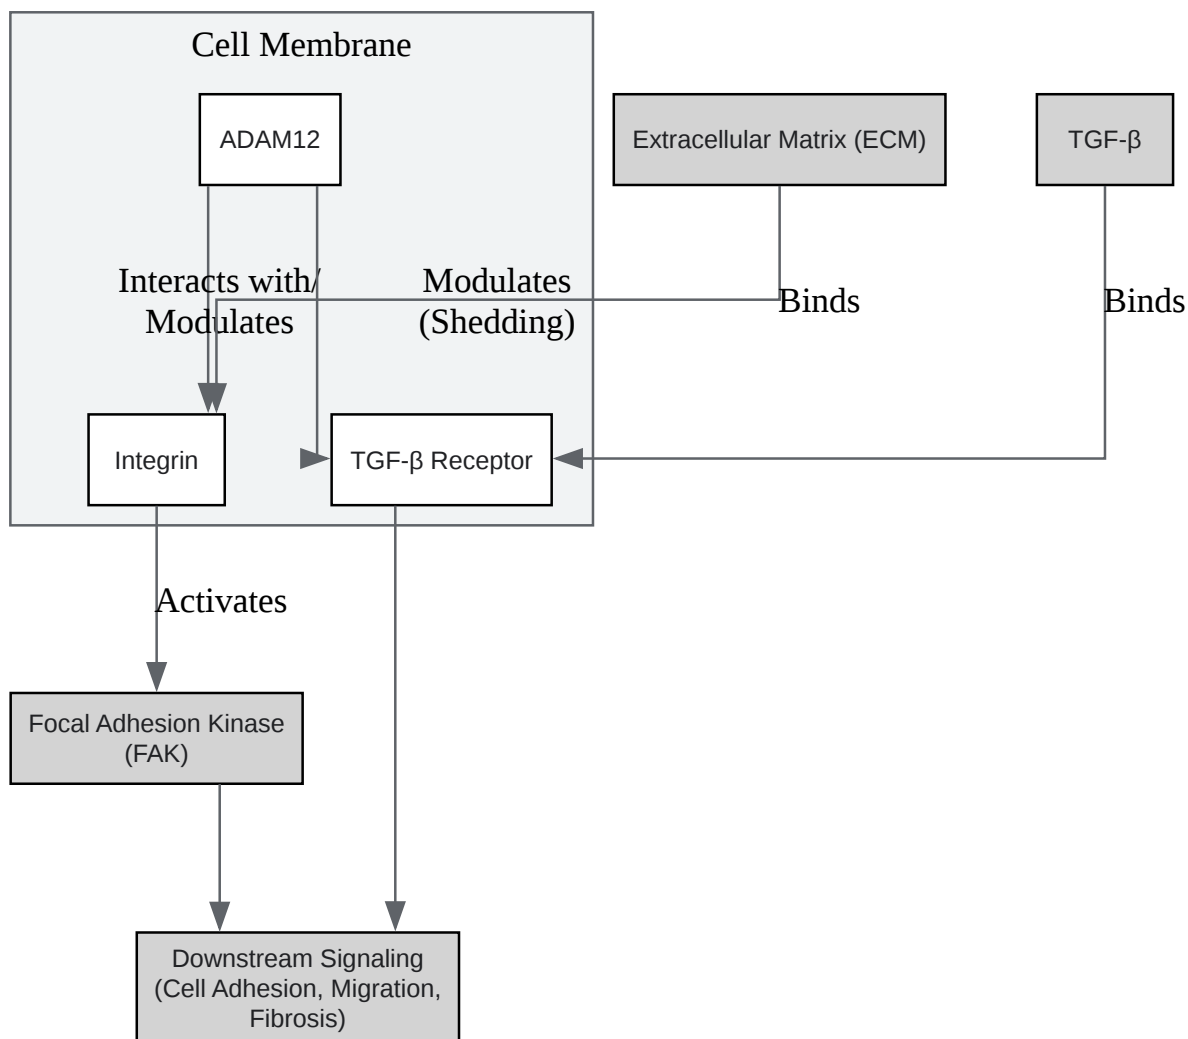 Cell Membrane
ADAM12
Extracellular Matrix (ECM)
TGF-β
Interacts with/
Modulates
Modulates
(Shedding)
Binds
Binds
Integrin
TGF-β Receptor
Activates
Focal Adhesion Kinase
(FAK)
Downstream Signaling
(Cell Adhesion, Migration,
Fibrosis)